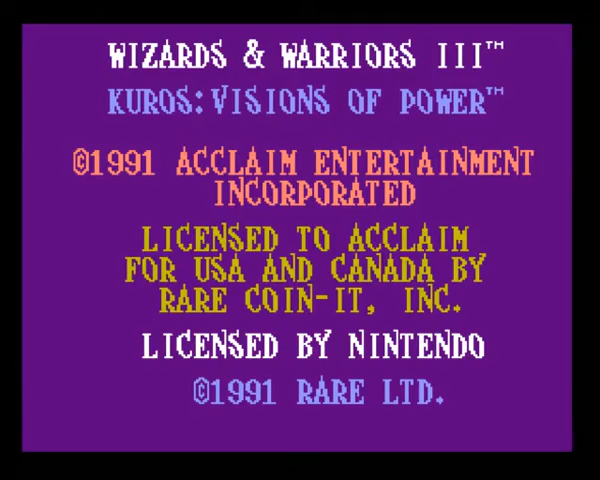 WIZARDS & WARRIORS III™
KUROS:VISIONS OF POWER™
©1991 ACCLAIM ENTERTAINMENT
INCORPORATED
LICENSED TO ACCLAIM
FOR USA AND CANADA BY
RARE COIN-IT, INC.
LICENSED BY NINTENDO
©1991 RARE LTD.